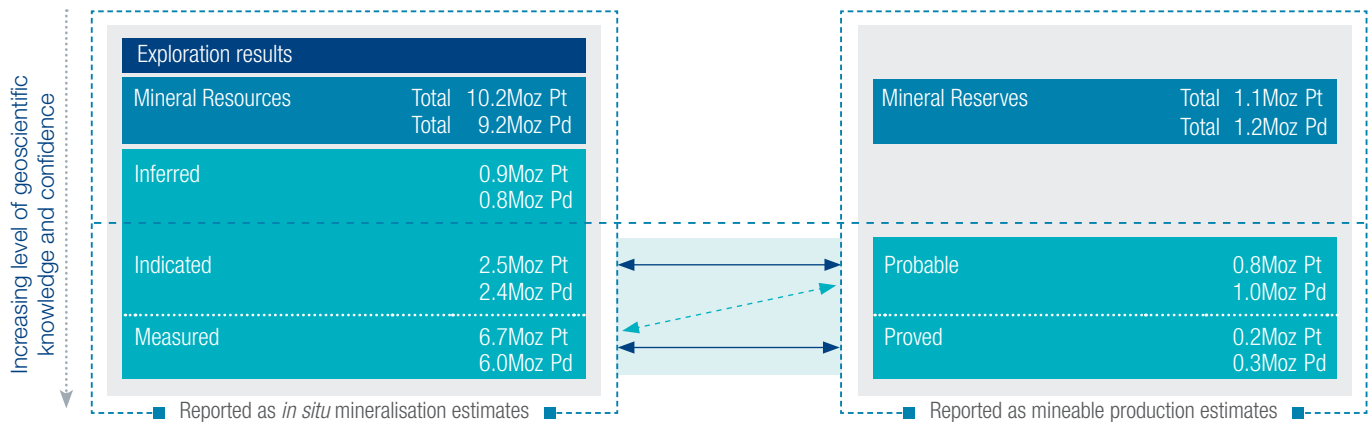 Increasing level of geoscientific
knowledge and confidence
Exploration results
Mineral Resources Total 10.2Moz Pt
Total 9.2Moz Pd
Inferred 0.9Moz Pt
0.8Moz Pd
Indicated 2.5Moz Pt
2.4Moz Pd
Measured 6.7Moz Pt
6.0Moz Pd
Reported as in situ mineralisation estimates
Mineral Reserves Total 1.1Moz Pt
Total 1.2Moz Pd
Probable 0.8Moz Pt
1.0Moz Pd
Proved 0.2Moz Pt
0.3Moz Pd
Reported as mineable production estimates